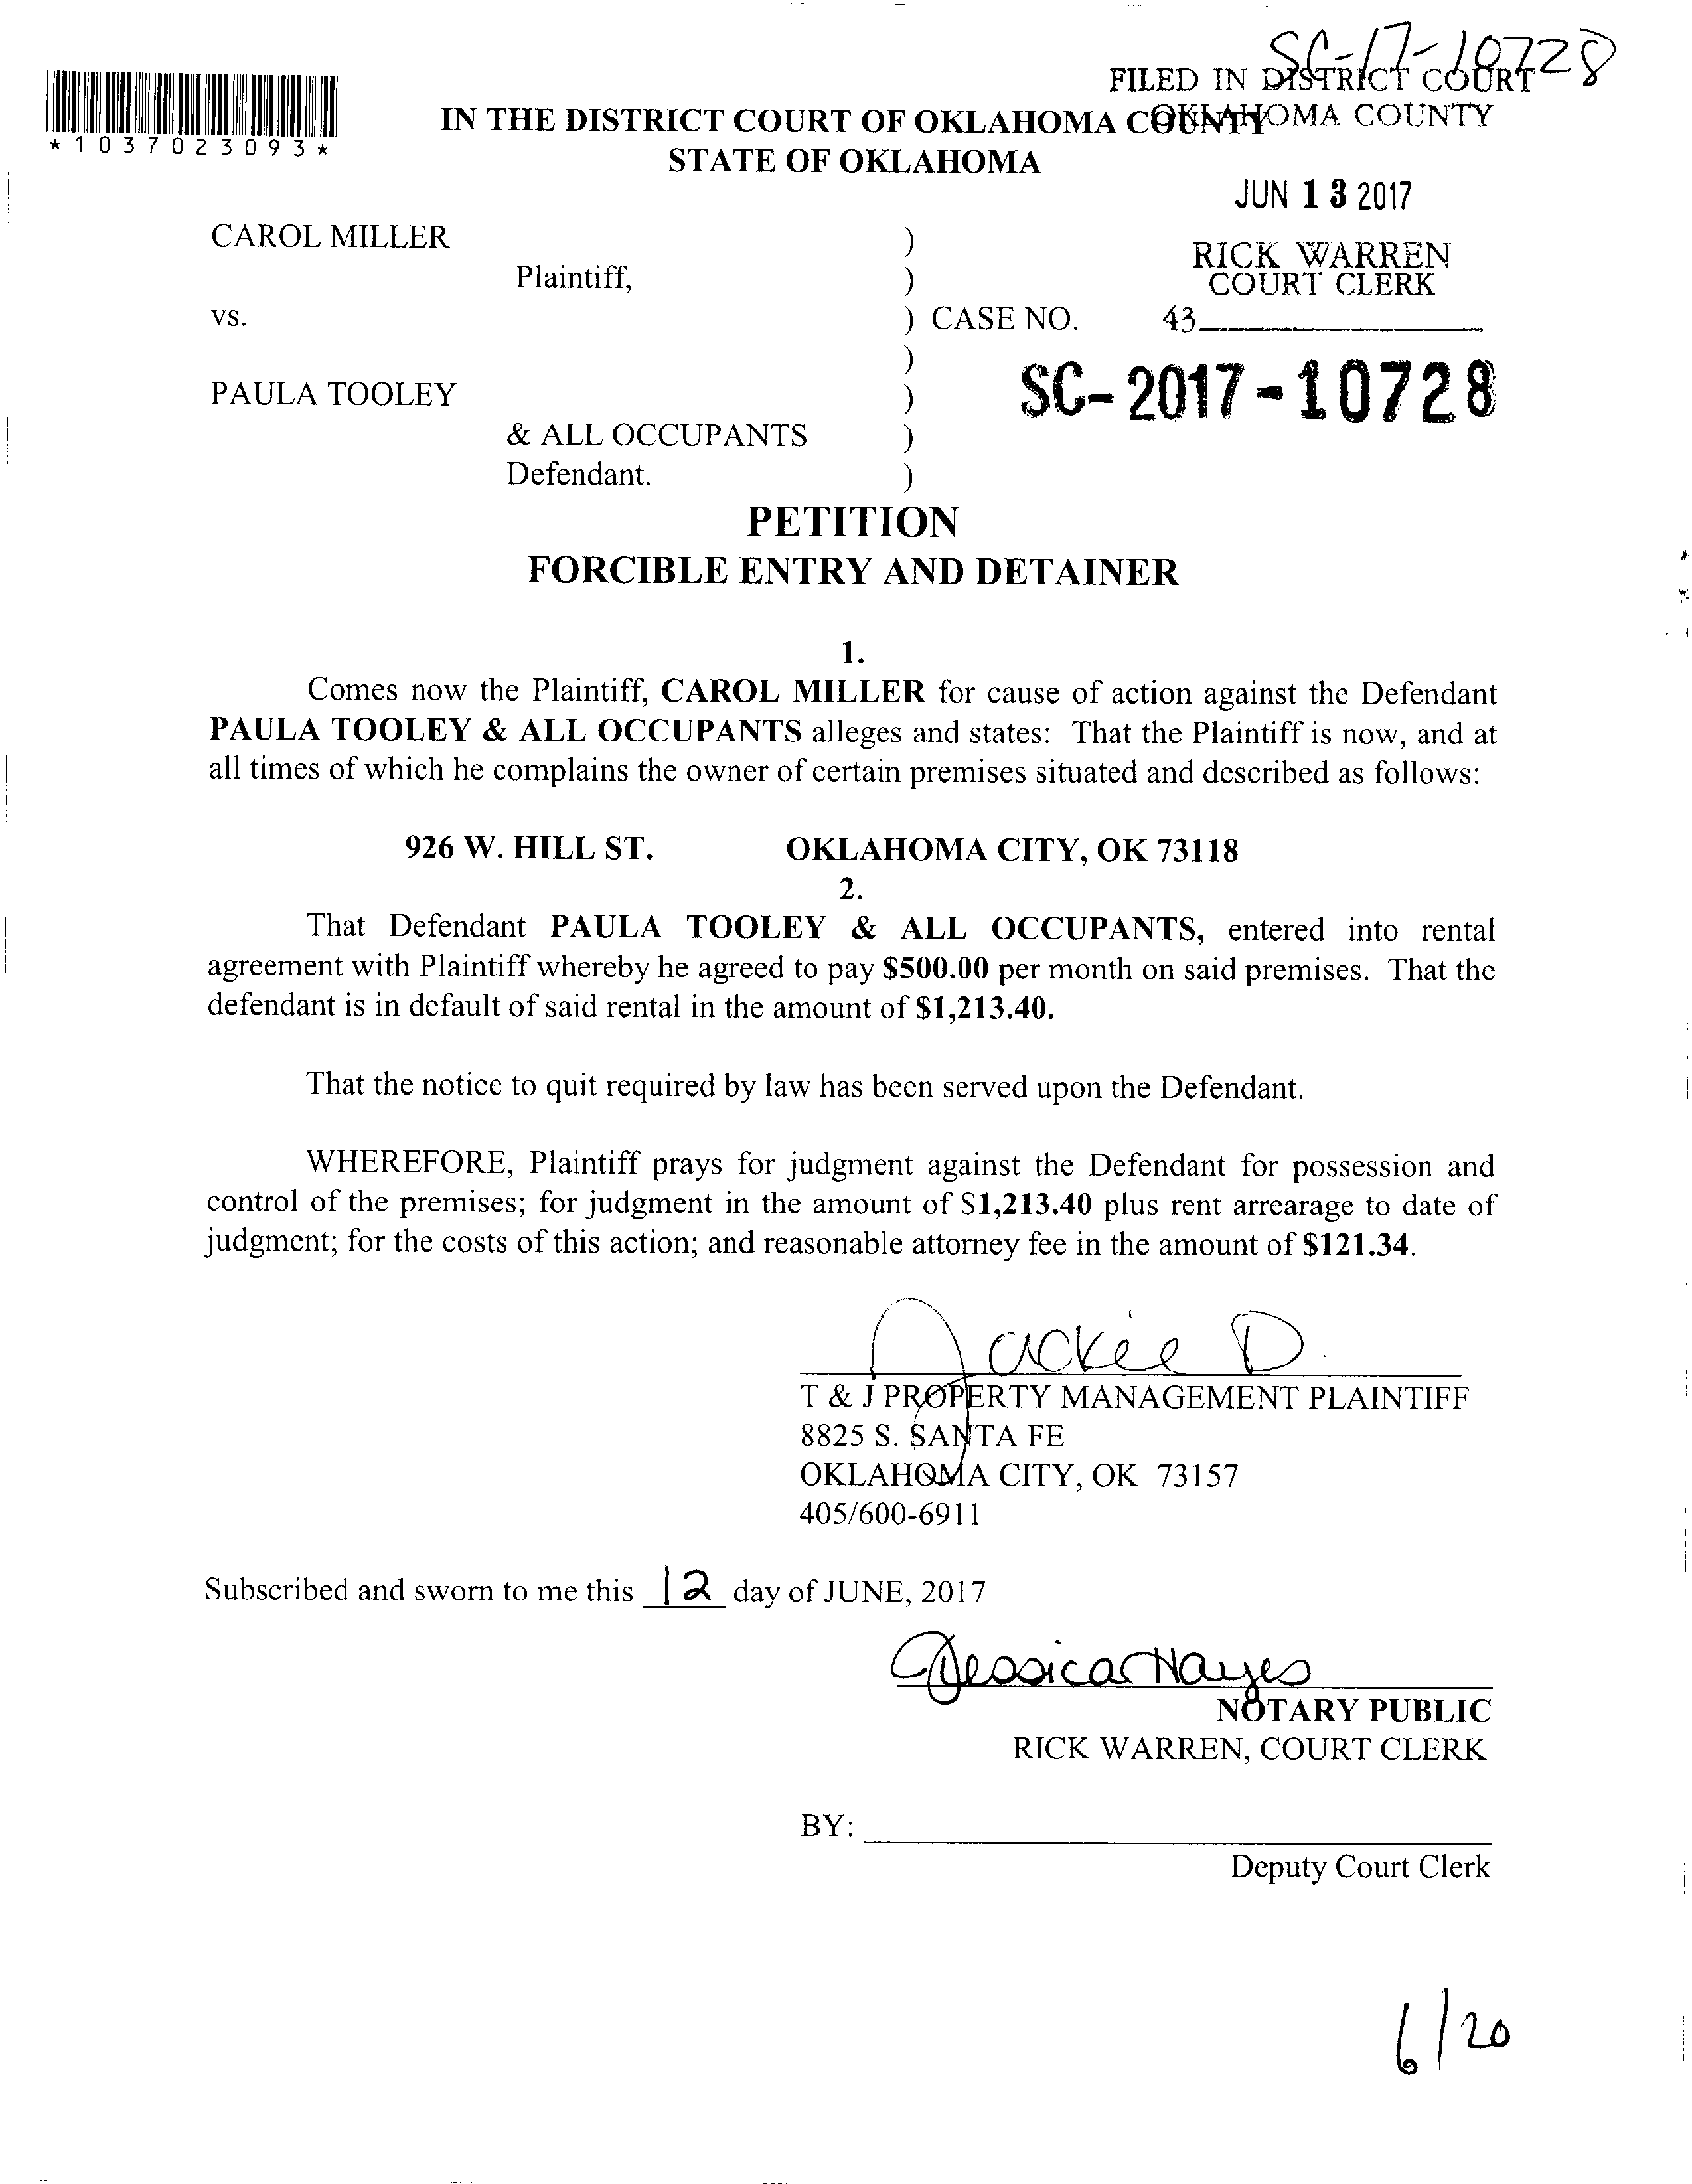 SC-17-10728
FILED IN DISTRICT COURT
OKLAHOMA COUNTY
*1037023093*
IN THE DISTRICT COURT OF OKLAHOMA COUNTY
STATE OF OKLAHOMA
JUN 13 2017
RICK WARREN
COURT CLERK
43
CAROL MILLER )
Plaintiff, )
vs. ) CASE NO.
)
SC-2017-10728
PAULA TOOLEY )
& ALL OCCUPANTS )
Defendant. )
PETITION
FORCIBLE ENTRY AND DETAINER
1.
Comes now the Plaintiff, CAROL MILLER for cause of action against the Defendant
PAULA TOOLEY & ALL OCCUPANTS alleges and states: That the Plaintiff is now, and at
all times of which he complains the owner of certain premises situated and described as follows:
926 W. HILL ST. OKLAHOMA CITY, OK 73118
2.
That Defendant PAULA TOOLEY & ALL OCCUPANTS, entered into rental
agreement with Plaintiff whereby he agreed to pay $500.00 per month on said premises. That the
defendant is in default of said rental in the amount of $1,213.40.
That the notice to quit required by law has been served upon the Defendant.
WHEREFORE, Plaintiff prays for judgment against the Defendant for possession and
control of the premises; for judgment in the amount of $1,213.40 plus rent arrearage to date of
judgment; for the costs of this action; and reasonable attorney fee in the amount of $121.34.
Jackie D.
T & J PROPERTY MANAGEMENT PLAINTIFF
8825 S. SANTA FE
OKLAHOMA CITY, OK 73157
405/600-6911
Subscribed and sworn to me this 12 day of JUNE, 2017
Jessica Hayes
NOTARY PUBLIC
RICK WARREN, COURT CLERK
BY:
Deputy Court Clerk
6/20